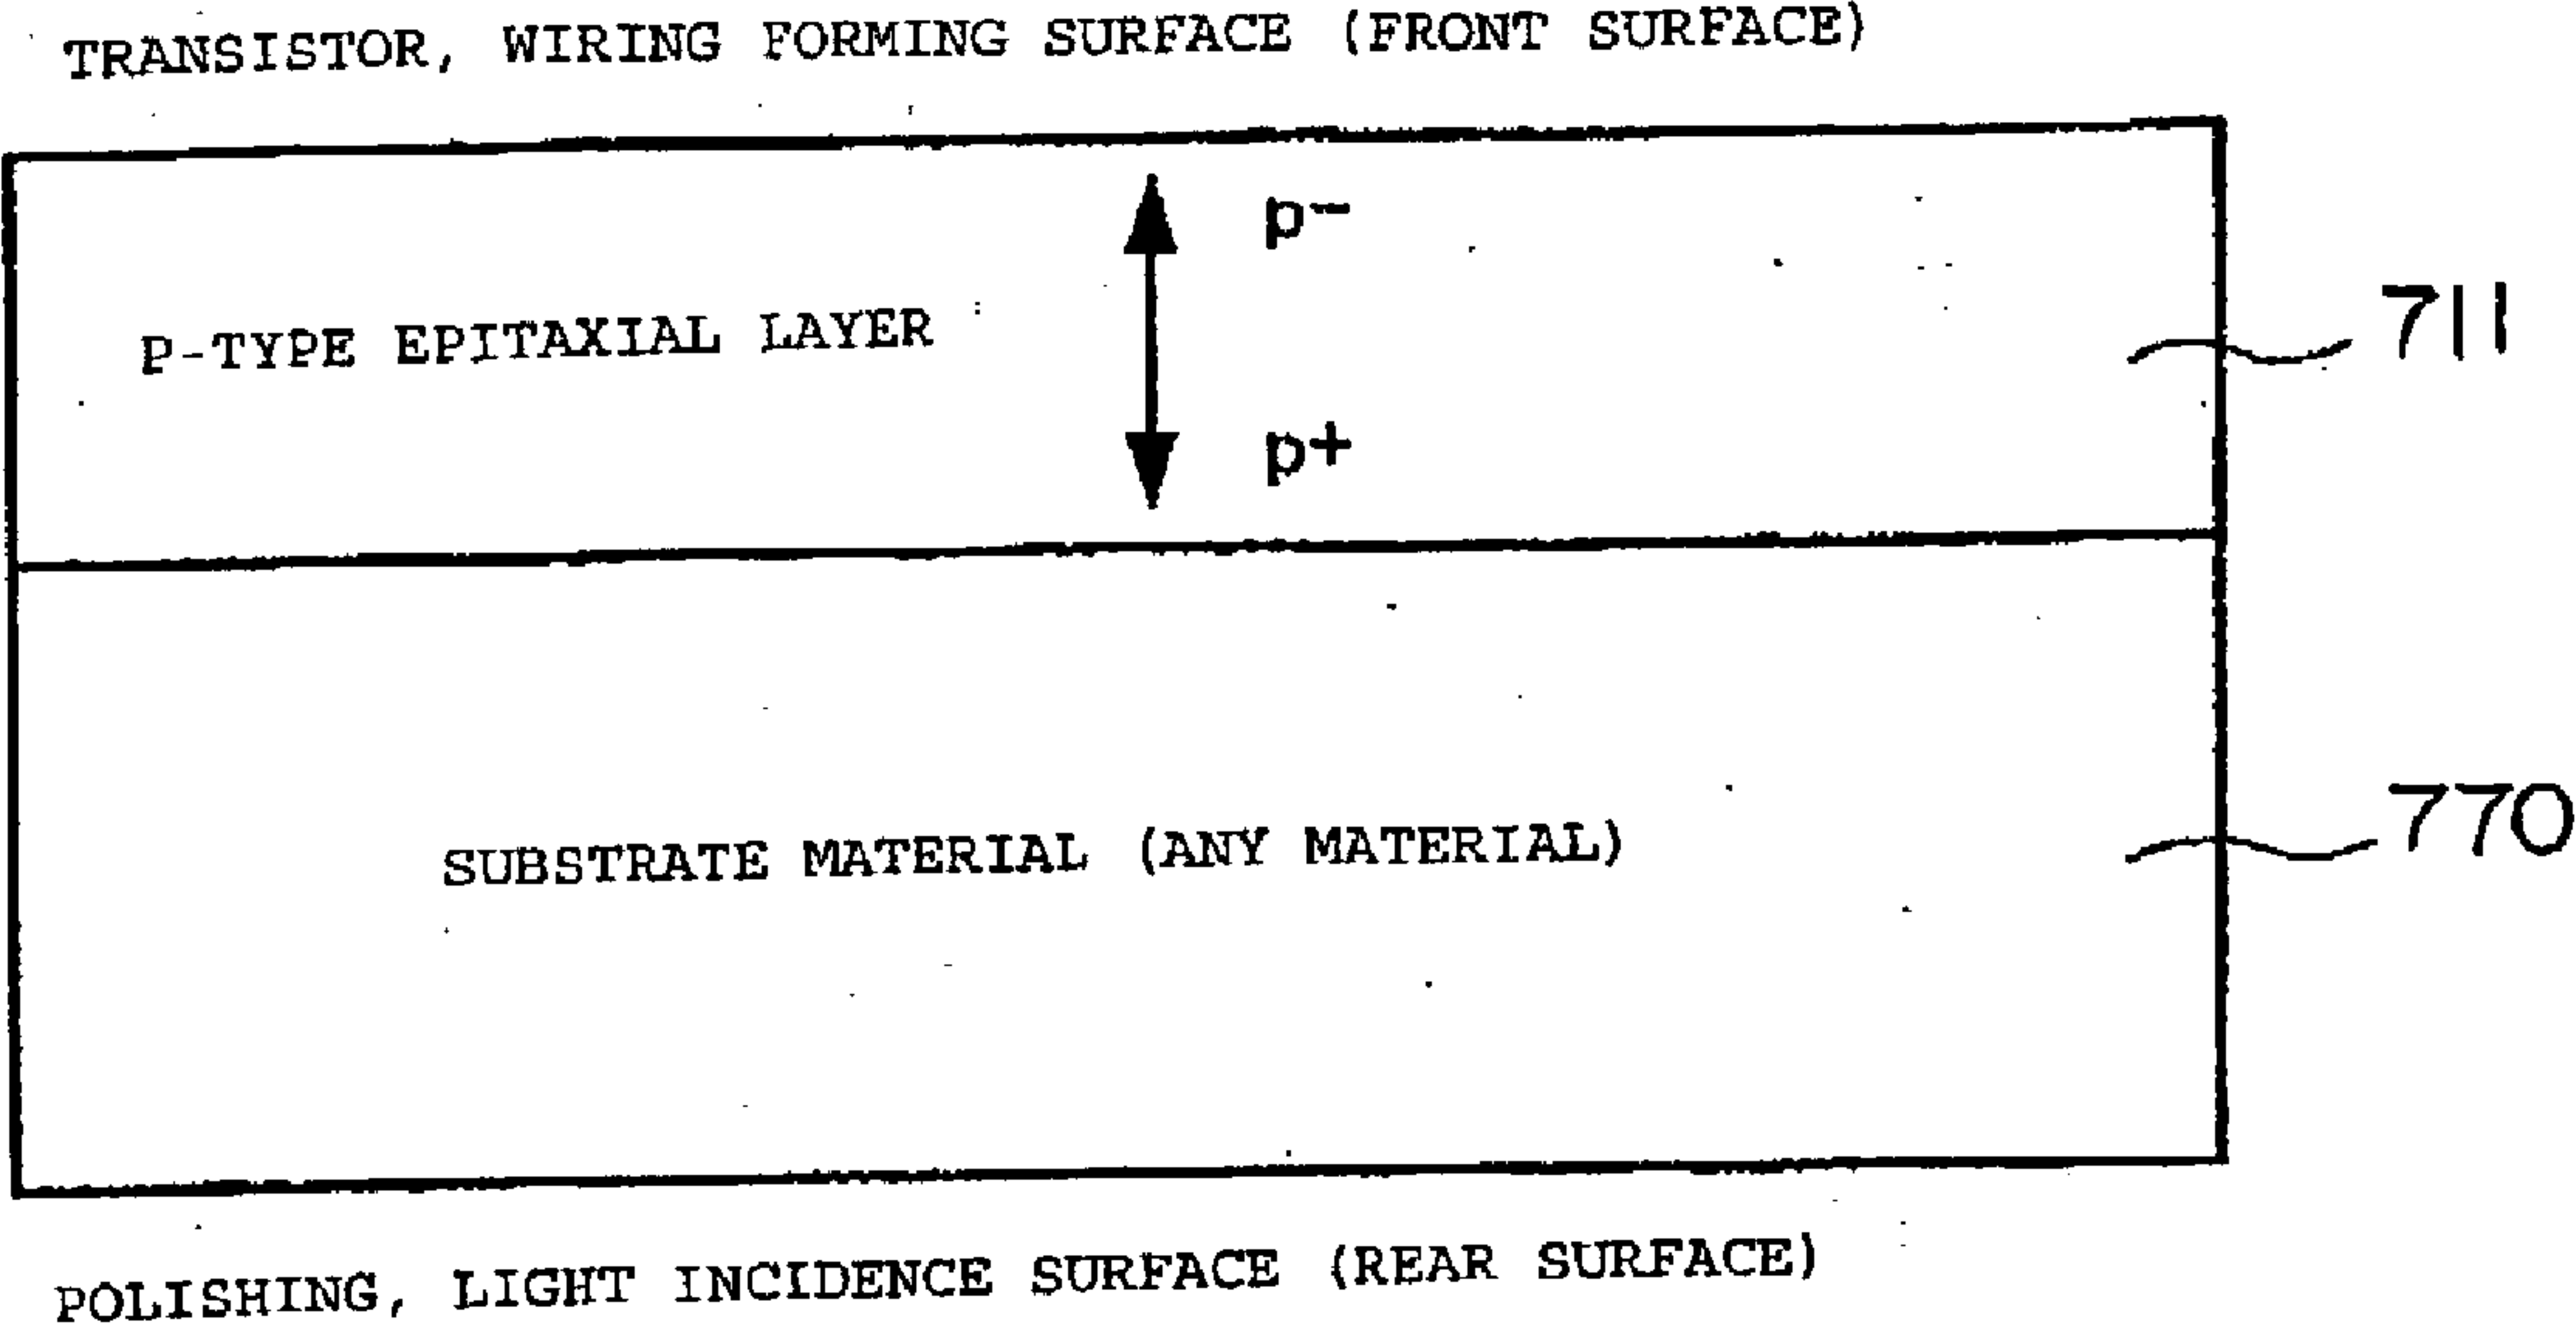 TRANSISTOR, WIRING FORMING SURFACE (FRONT SURFACE)
p-
P-TYPE EPITAXIAL LAYER
711
p+
SUBSTRATE MATERIAL (ANY MATERIAL)
770
POLISHING, LIGHT INCIDENCE SURFACE (REAR SURFACE)